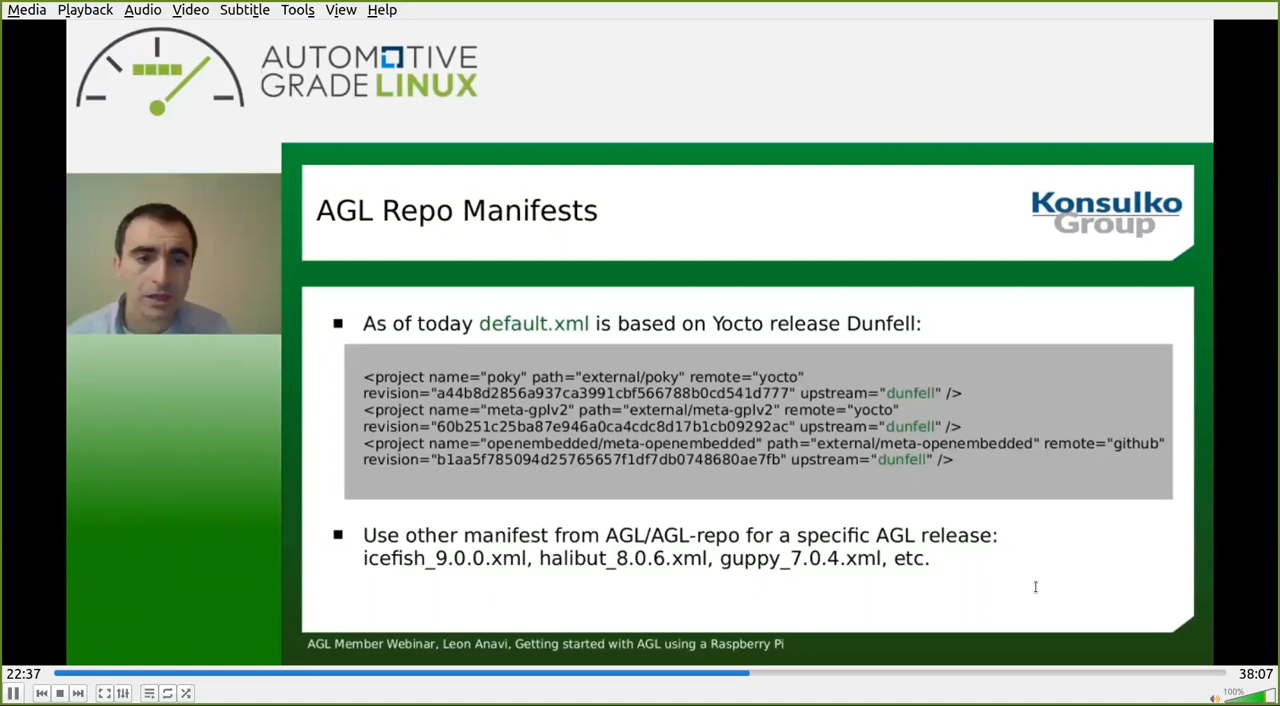 Media Playback Audio Video Subtitle Tools View Help
AUTOMOTIVE
GRADE LINUX
AGL Repo Manifests
Konsulko
Group
As of today default.xml is based on Yocto release Dunfell:
<project name="poky" path="external/poky" remote="yocto"
revision="a44b8d2856a937ca3991cbf566788b0cd541d777" upstream="dunfell" />
<project name="meta-gplv2" path="external/meta-gplv2" remote="yocto"
revision="60b251c25ba87e946a0ca4cdc8d17b1cb09292ac" upstream="dunfell" />
<project name="openembedded/meta-openembedded" path="external/meta-openembedded" remote="github"
revision="b1aa5f785094d25765657f1df7db0748680ae7fb" upstream="dunfell" />
Use other manifest from AGL/AGL-repo for a specific AGL release:
icefish_9.0.0.xml, halibut_8.0.6.xml, guppy_7.0.4.xml, etc.
AGL Member Webinar, Leon Anavi, Getting started with AGL using a Raspberry Pi
22:37 38:07
100%